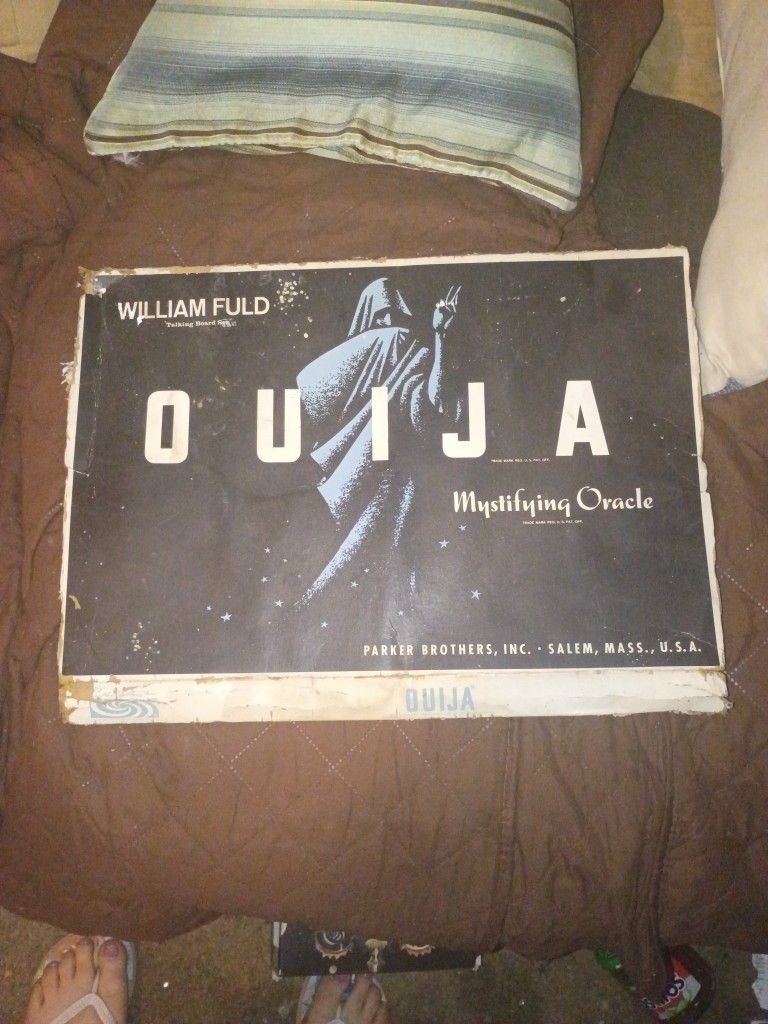 WILLIAM FULD
Talking Board Set
OUIJA
TRADE MARK REG. U.S. PAT. OFF.
Mystifying Oracle
TRADE MARK REG. U.S. PAT. OFF.
PARKER BROTHERS, INC. · SALEM, MASS., U.S.A.
OUIJA